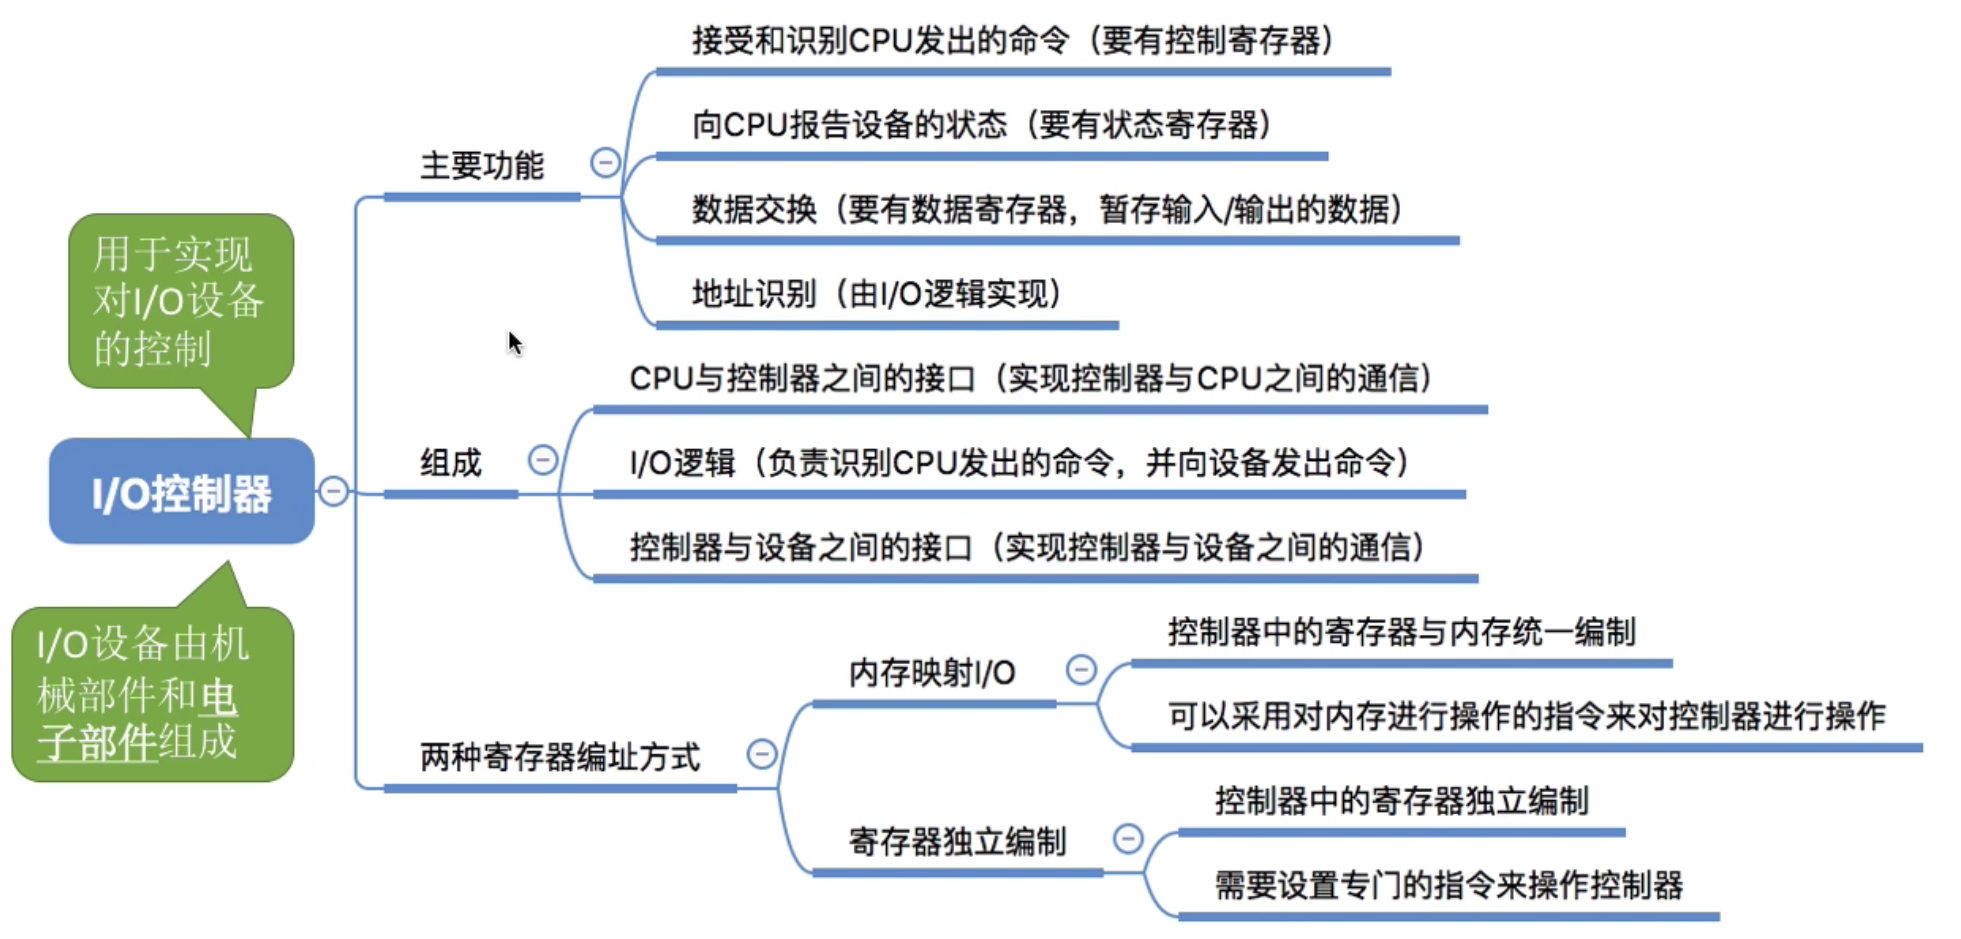 用于实现
对I/O设备
的控制
I/O控制器
I/O设备由机
械部件和电
子部件组成
主要功能
接受和识别CPU发出的命令（要有控制寄存器）
向CPU报告设备的状态（要有状态寄存器）
数据交换（要有数据寄存器，暂存输入/输出的数据）
地址识别（由I/O逻辑实现）
组成
CPU与控制器之间的接口（实现控制器与CPU之间的通信）
I/O逻辑（负责识别CPU发出的命令，并向设备发出命令）
控制器与设备之间的接口（实现控制器与设备之间的通信）
两种寄存器编址方式
内存映射I/O
控制器中的寄存器与内存统一编制
可以采用对内存进行操作的指令来对控制器进行操作
寄存器独立编制
控制器中的寄存器独立编制
需要设置专门的指令来操作控制器